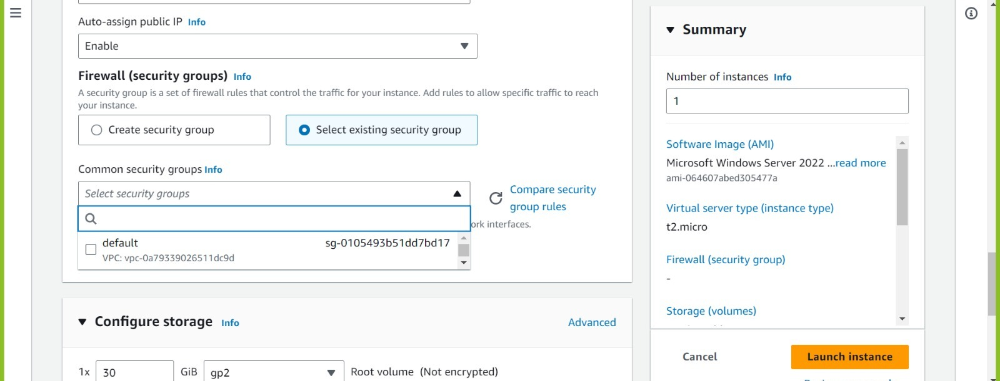 Auto-assign public IP Info
Enable
Firewall (security groups) Info
A security group is a set of firewall rules that control the traffic for your instance. Add rules to allow specific traffic to reach
your instance.
Create security group
Select existing security group
Common security groups Info
Select security groups
Compare security
group rules
ork interfaces.
default sg-0105493b51dd7bd17
VPC: vpc-0a79339026511dc9d
Configure storage Info
Advanced
1x 30 GiB gp2 Root volume (Not encrypted)
Summary
Number of instances Info
1
Software Image (AMI)
Microsoft Windows Server 2022 ...read more
ami-064607abed305477a
Virtual server type (instance type)
t2.micro
Firewall (security group)
-
Storage (volumes)
Cancel
Launch instance